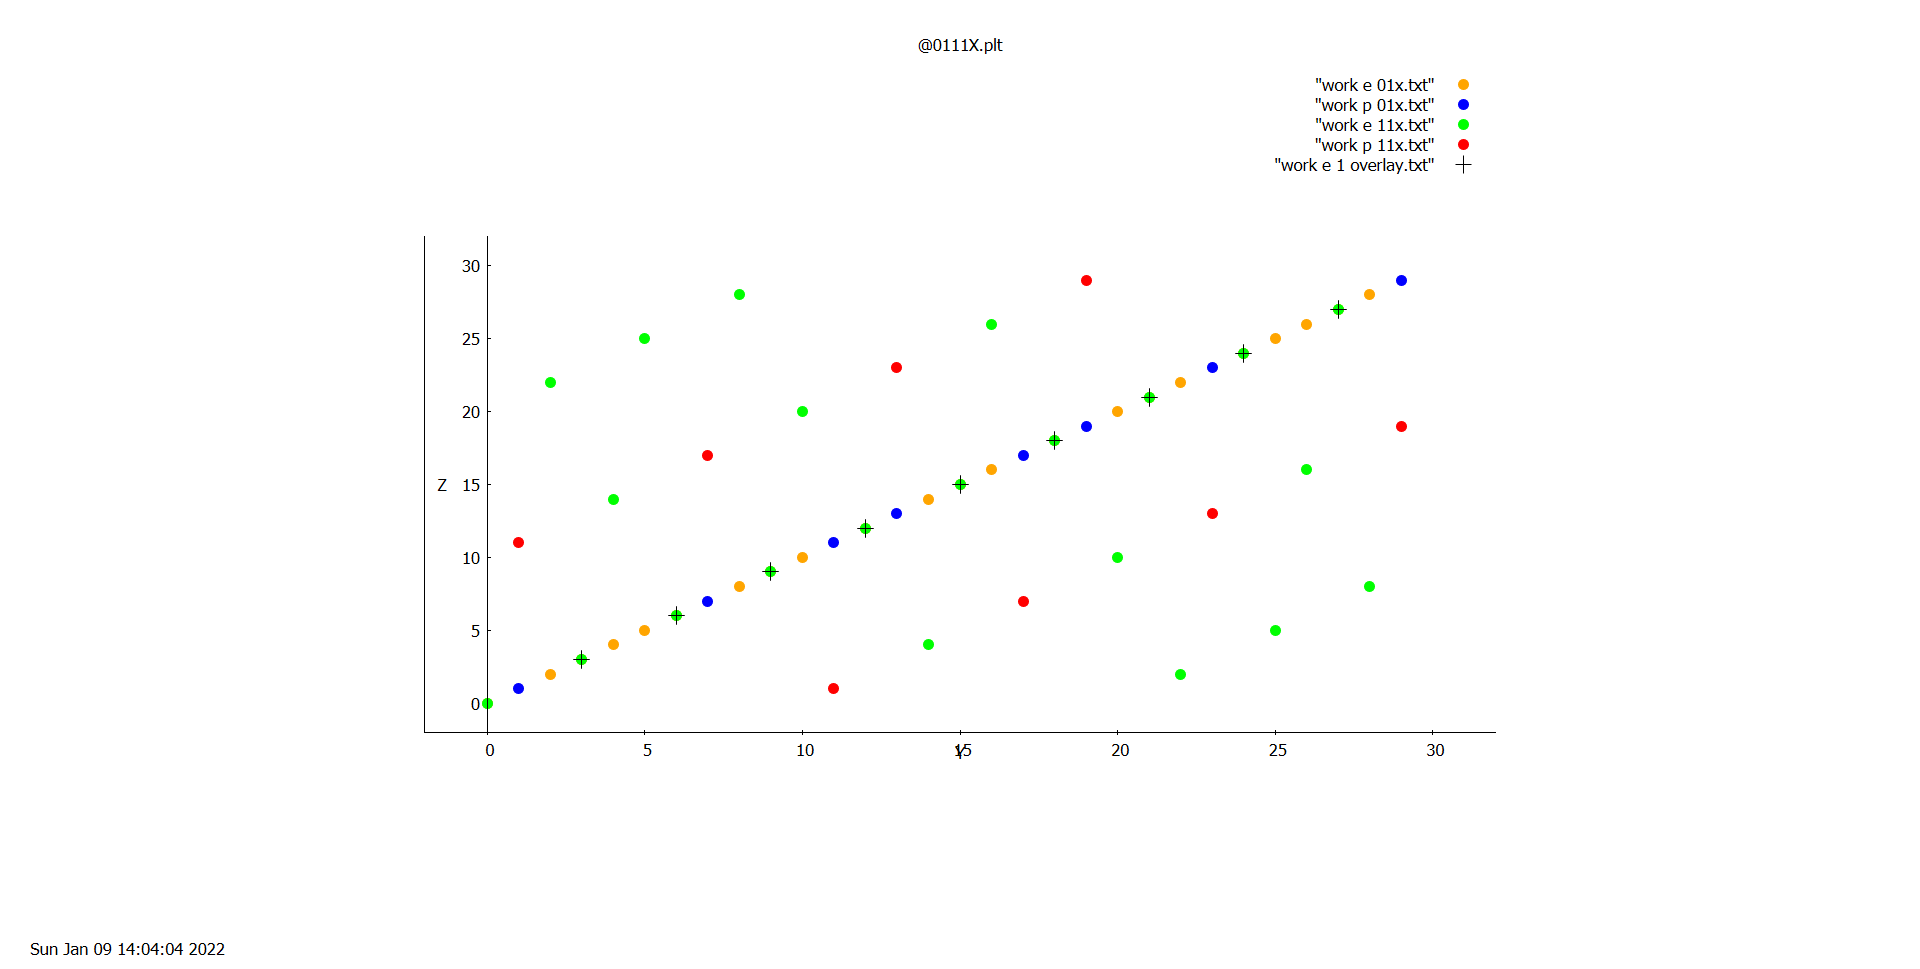 @0111X.plt
"work e 01x.txt"
"work p 01x.txt"
"work e 11x.txt"
"work p 11x.txt"
"work e 1 overlay.txt"
30
25
20
Z 15
10
5
0
0 5 10 15 20 25 30
Y
Sun Jan 09 14:04:04 2022